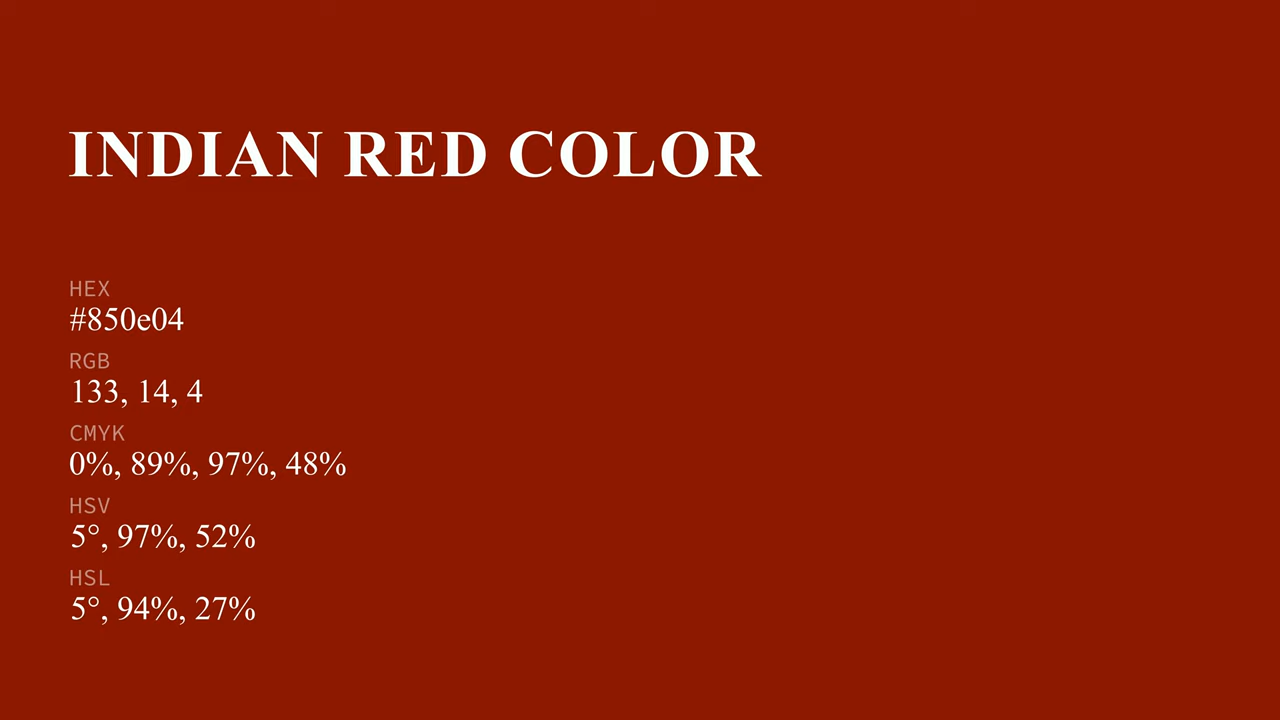 INDIAN RED COLOR
HEX
#850e04
RGB
133, 14, 4
CMYK
0%, 89%, 97%, 48%
HSV
5°, 97%, 52%
HSL
5°, 94%, 27%